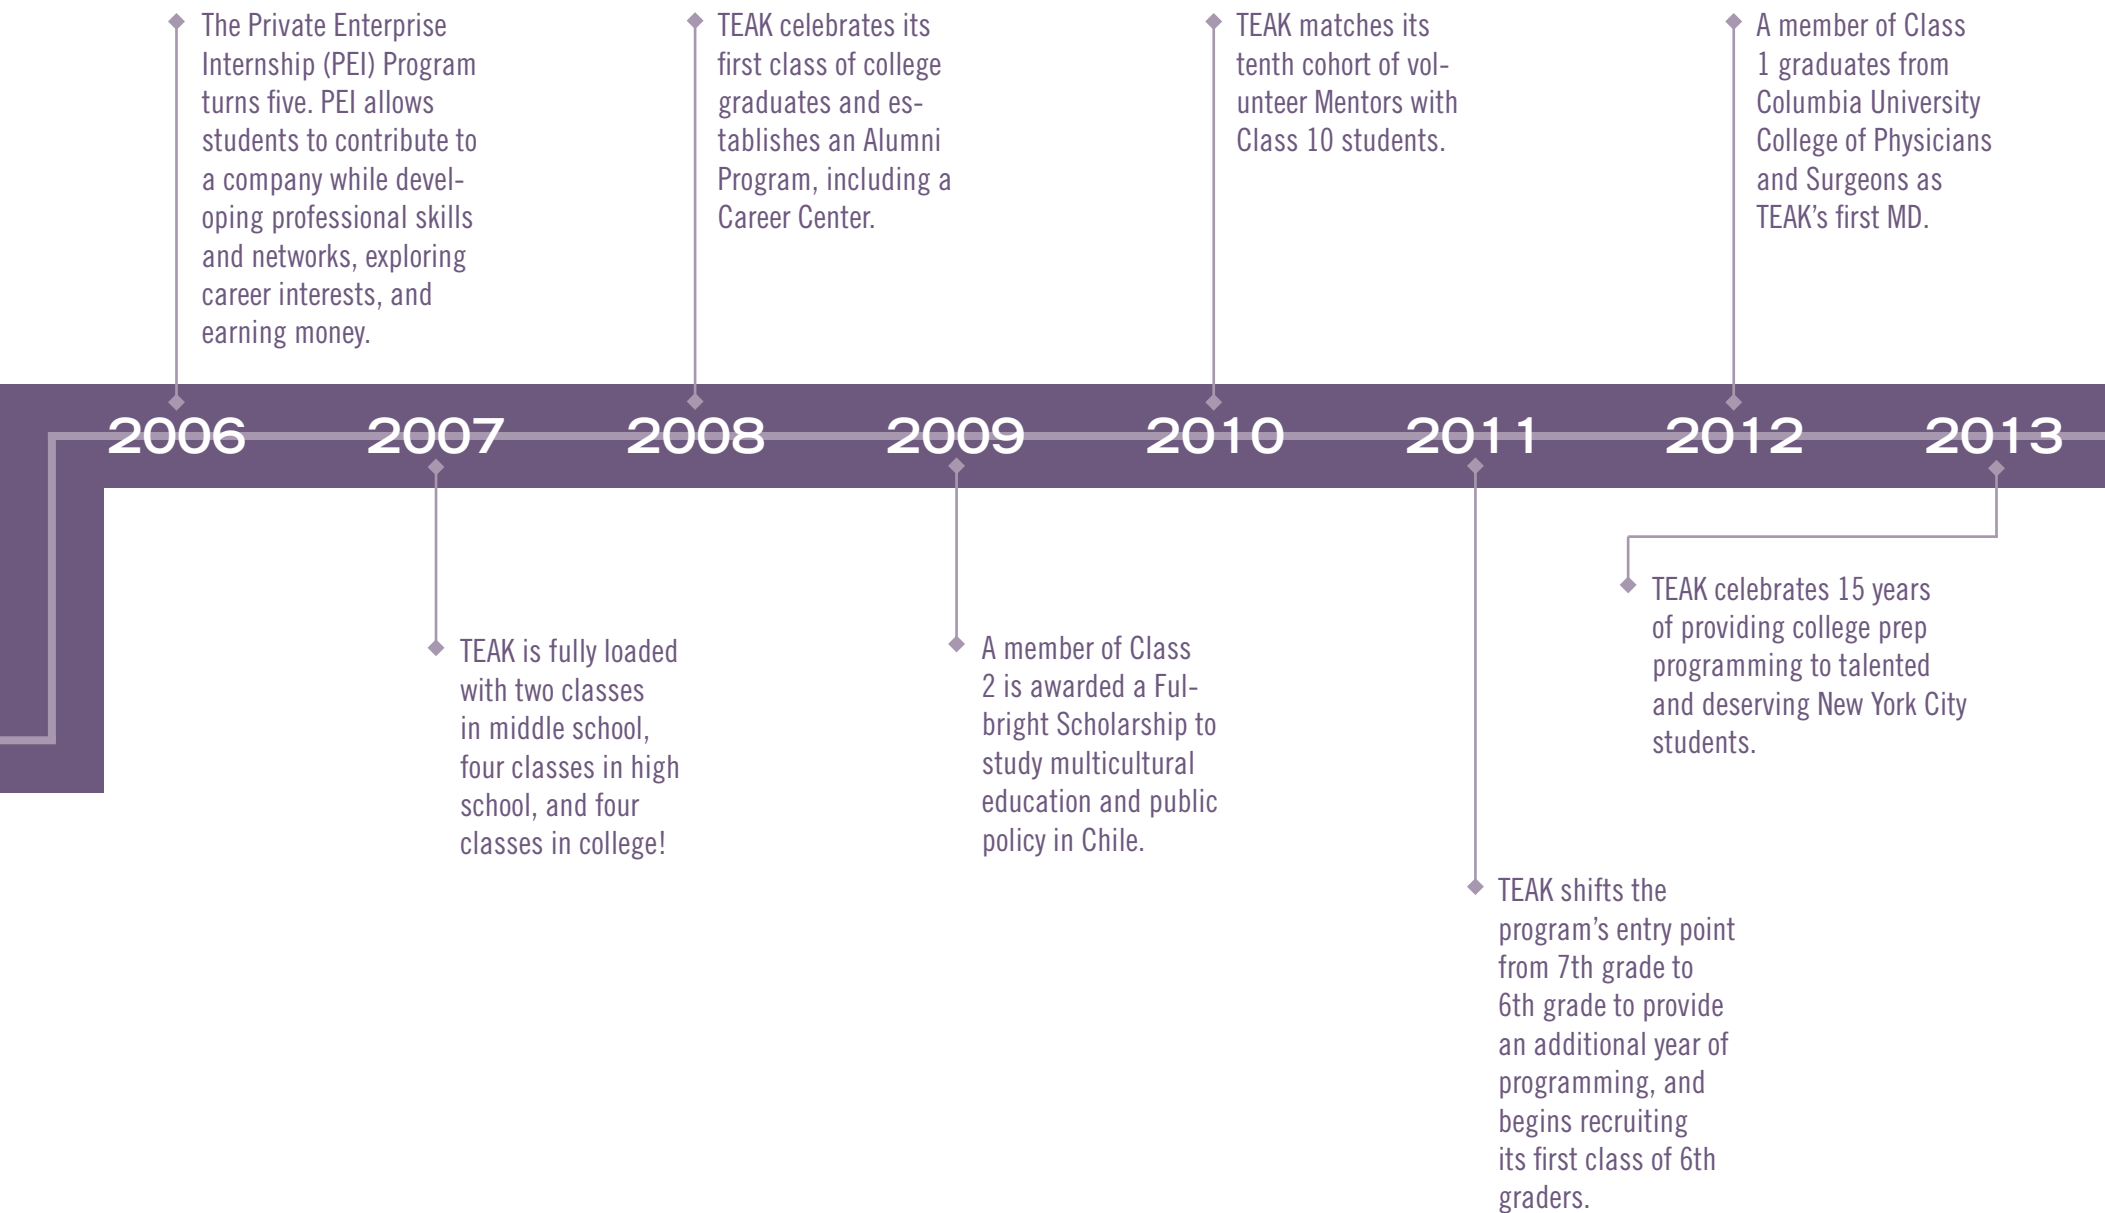 The Private Enterprise
Internship (PEI) Program
turns five. PEI allows
students to contribute to
a company while devel-
oping professional skills
and networks, exploring
career interests, and
earning money.
TEAK celebrates its
first class of college
graduates and es-
tablishes an Alumni
Program, including a
Career Center.
TEAK matches its
tenth cohort of vol-
unteer Mentors with
Class 10 students.
A member of Class
1 graduates from
Columbia University
College of Physicians
and Surgeons as
TEAK’s first MD.
2006 2007 2008 2009 2010 2011 2012 2013
TEAK is fully loaded
with two classes
in middle school,
four classes in high
school, and four
classes in college!
A member of Class
2 is awarded a Ful-
bright Scholarship to
study multicultural
education and public
policy in Chile.
TEAK shifts the
program’s entry point
from 7th grade to
6th grade to provide
an additional year of
programming, and
begins recruiting
its first class of 6th
graders.
TEAK celebrates 15 years
of providing college prep
programming to talented
and deserving New York City
students.